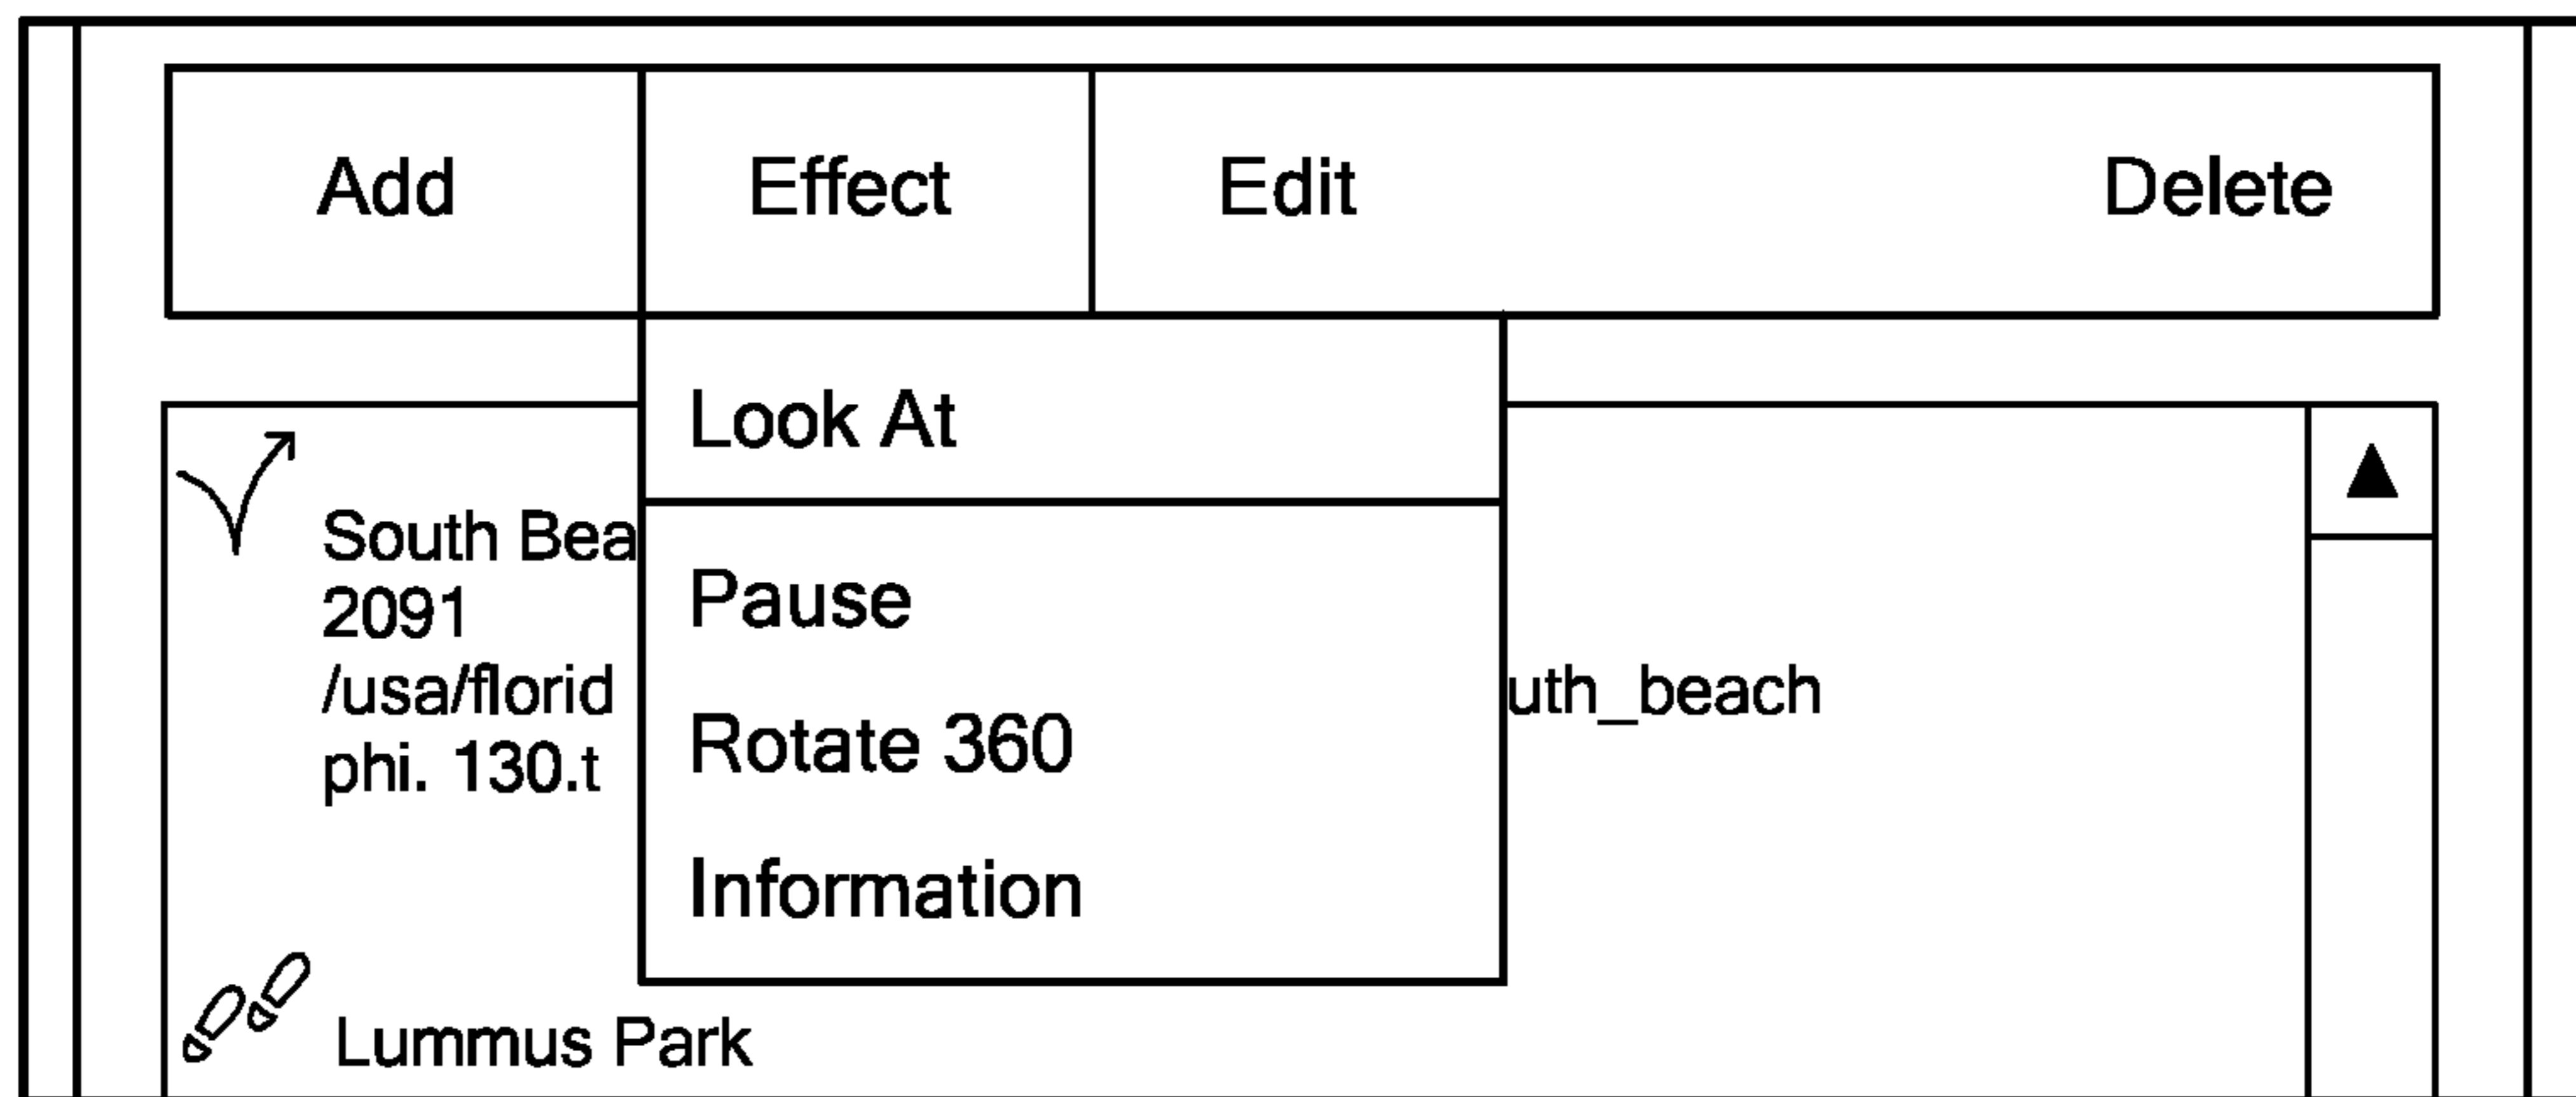 Add Effect Edit Delete
Look At
Pause
Rotate 360
Information
South Bea
2091
/usa/florid uth_beach
phi. 130.t
Lummus Park